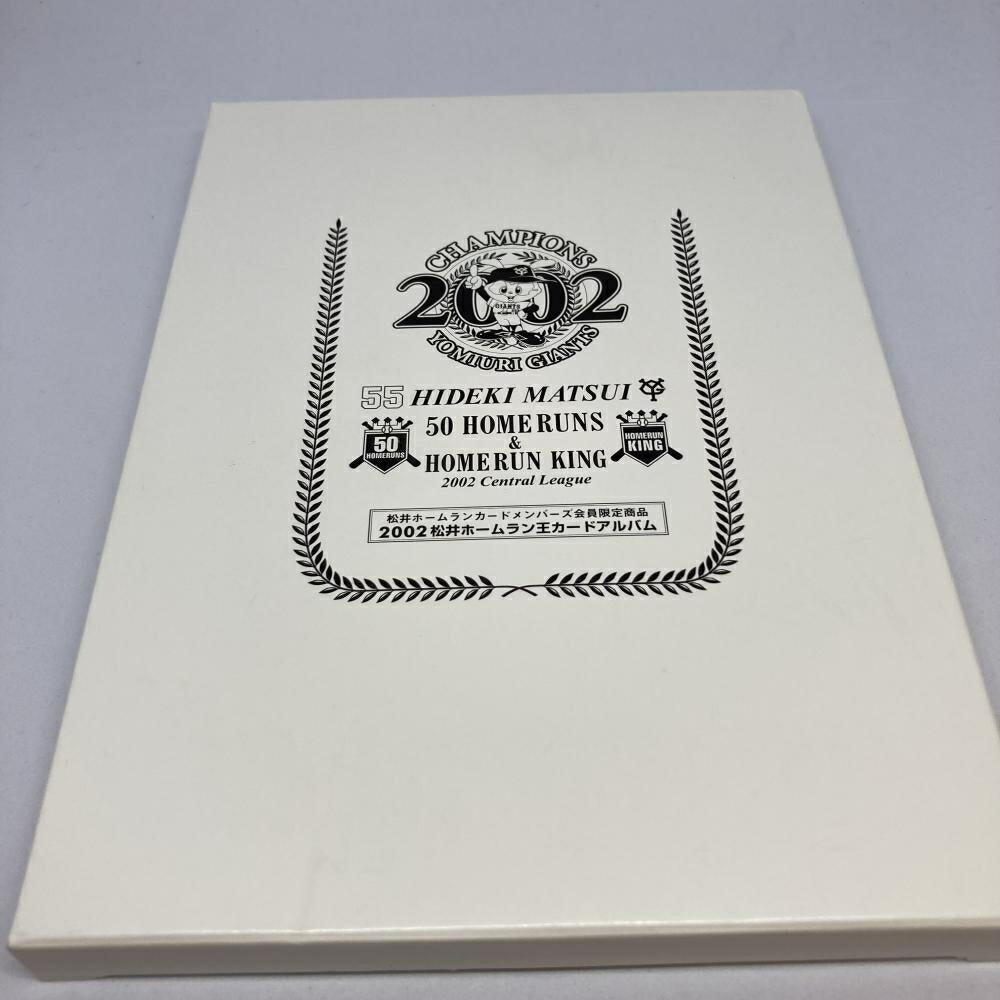 CHAMPIONS
2002
GIANTS
YOMIURI GIANTS
55 HIDEKI MATSUI
50 HOMERUNS
&
HOMERUN KING
2002 Central League
50
HOMERUNS
HOMERUN
KING
松井ホームランカードメンバーズ会員限定商品
2002松井ホームラン王カードアルバム